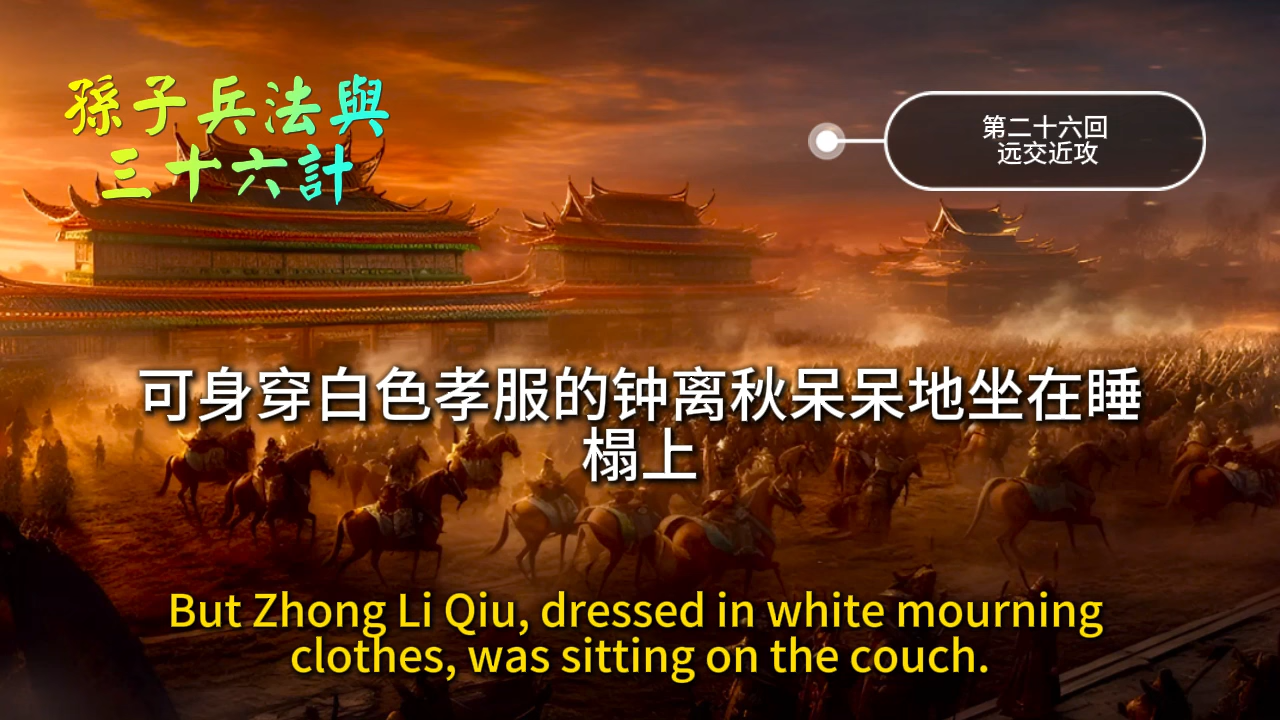 孫子兵法與
三十六計
第二十六回
远交近攻
可身穿白色孝服的钟离秋呆呆地坐在睡
榻上
But Zhong Li Qiu, dressed in white mourning
clothes, was sitting on the couch.